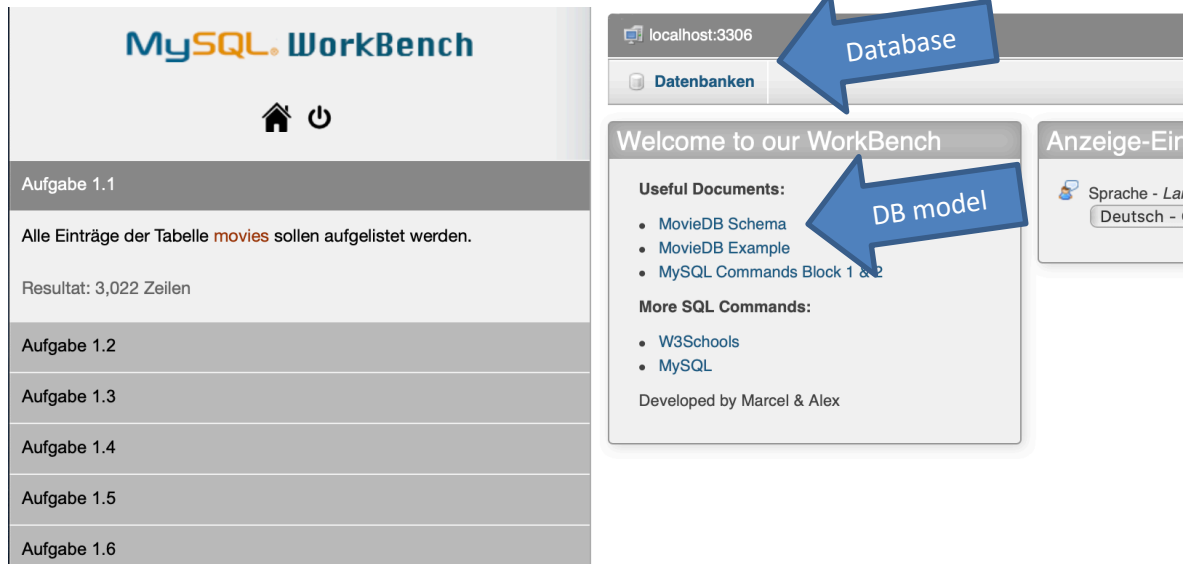 MySQL. WorkBench
Aufgabe 1.1
Alle Einträge der Tabelle movies sollen aufgelistet werden.
Resultat: 3,022 Zeilen
Aufgabe 1.2
Aufgabe 1.3
Aufgabe 1.4
Aufgabe 1.5
Aufgabe 1.6
localhost:3306
Database
Datenbanken
Welcome to our WorkBench
Useful Documents:
MovieDB Schema
DB model
MovieDB Example
MySQL Commands Block 1 & 2
More SQL Commands:
W3Schools
MySQL
Developed by Marcel & Alex
Anzeige-Ein
Sprache - La
Deutsch -